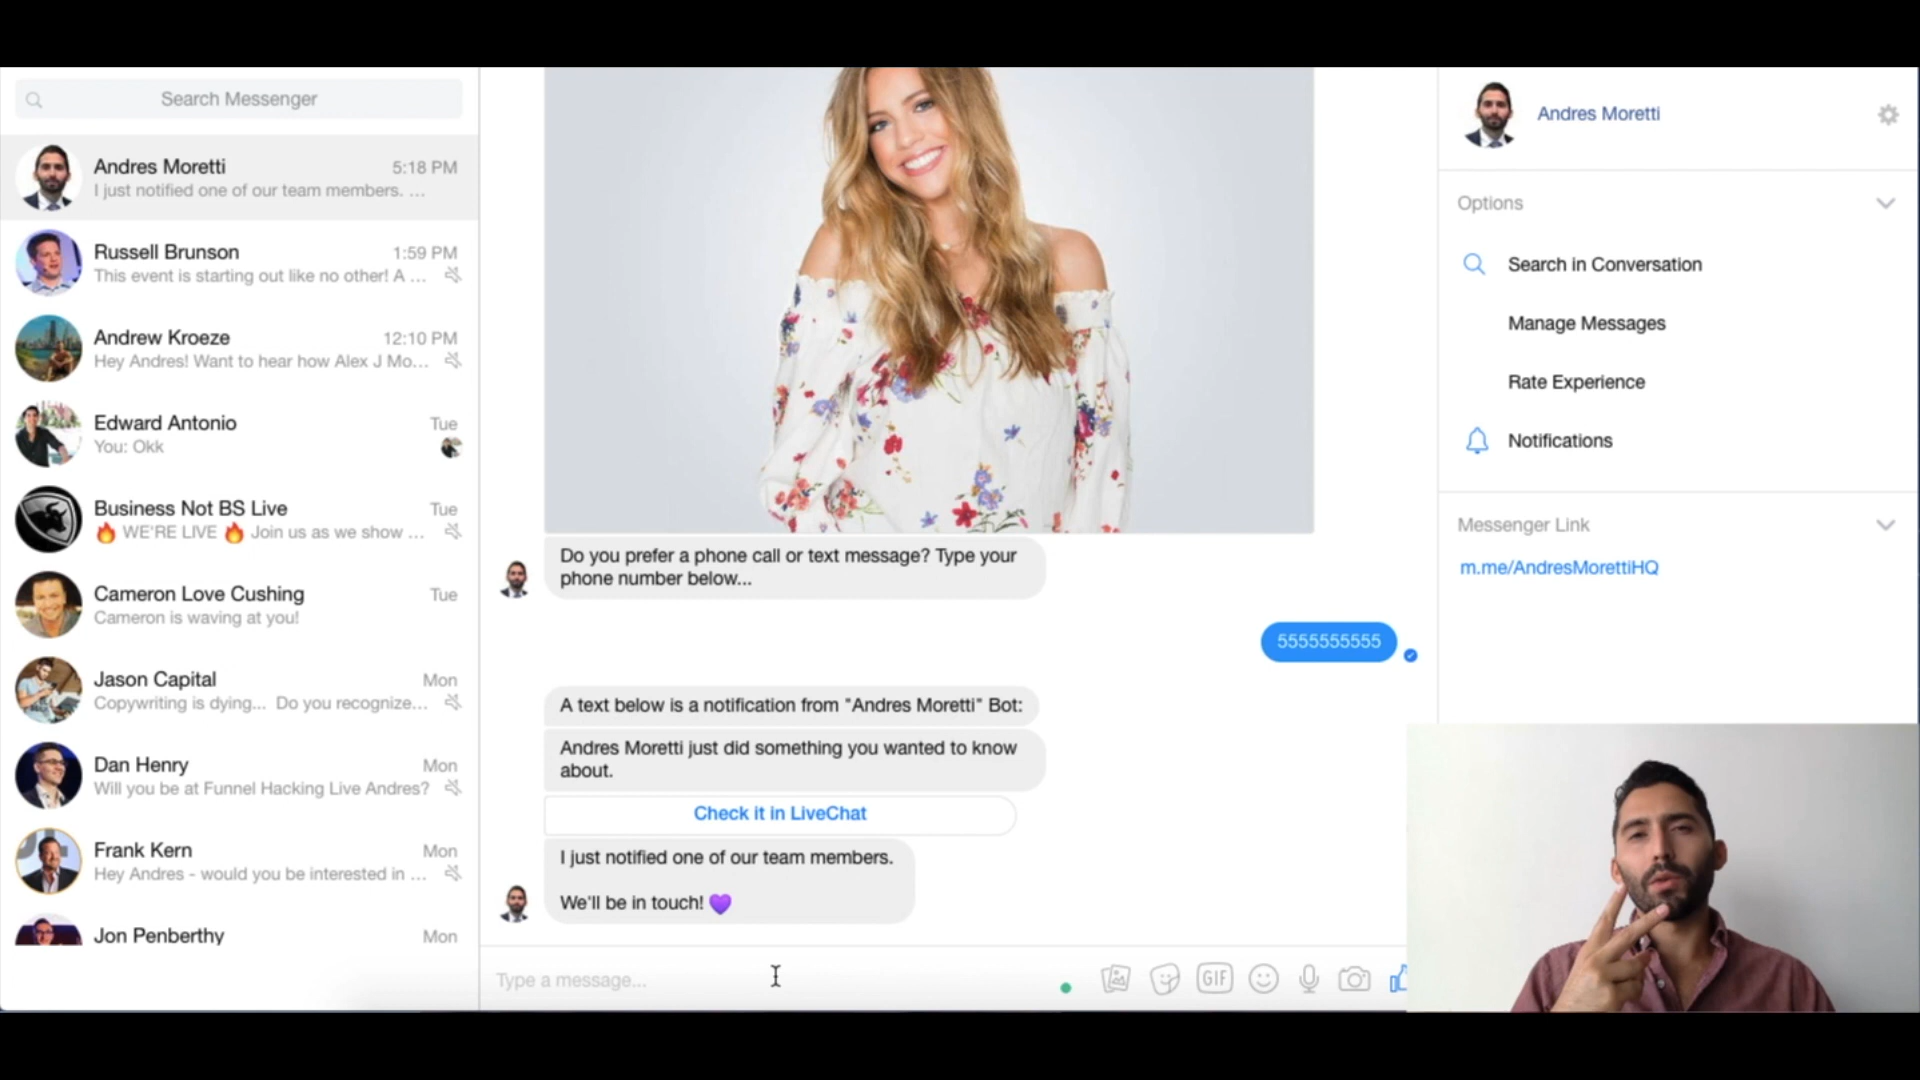 Search Messenger
Andres Moretti 5:18 PM
I just notified one of our team members. ...
Russell Brunson 1:59 PM
This event is starting out like no other! A ...
Andrew Kroeze 12:10 PM
Hey Andres! Want to hear how Alex J Mo...
Edward Antonio Tue
You: Okk
Business Not BS Live Tue
🔥 WE'RE LIVE 🔥 Join us as we show ...
Cameron Love Cushing Tue
Cameron is waving at you!
Jason Capital Mon
Copywriting is dying... Do you recognize...
Dan Henry Mon
Will you be at Funnel Hacking Live Andres?
Frank Kern Mon
Hey Andres - would you be interested in ...
Jon Penberthy Mon
Do you prefer a phone call or text message? Type your
phone number below...
5555555555
A text below is a notification from "Andres Moretti" Bot:
Andres Moretti just did something you wanted to know
about.
Check it in LiveChat
I just notified one of our team members.
We'll be in touch! 💜
Type a message...
GIF
Andres Moretti
Options
Search in Conversation
Manage Messages
Rate Experience
Notifications
Messenger Link
m.me/AndresMorettiHQ